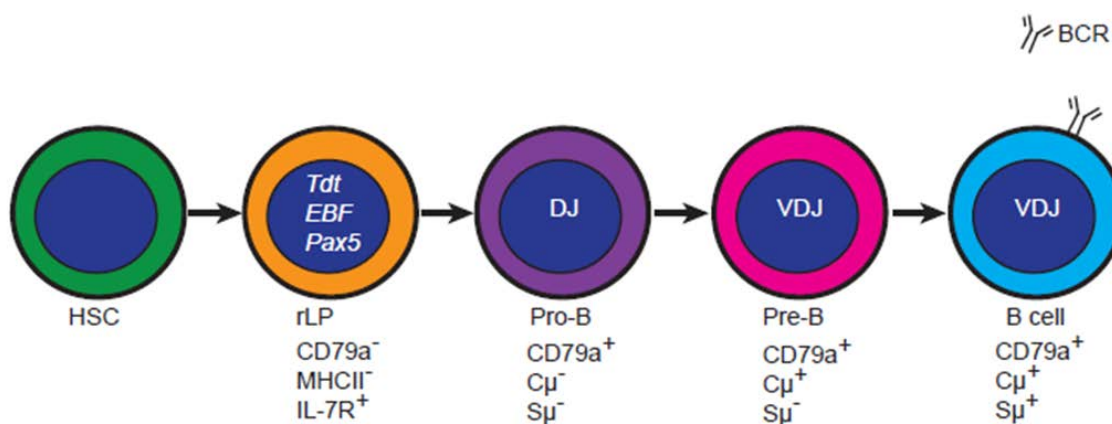 BCR
Tdt
EBF
Pax5
DJ
VDJ
VDJ
HSC
rLP
CD79a⁻
MHCII⁻
IL-7R⁺
Pro-B
CD79a⁺
Cµ⁻
Sµ⁻
Pre-B
CD79a⁺
Cµ⁺
Sµ⁻
B cell
CD79a⁺
Cµ⁺
Sµ⁺